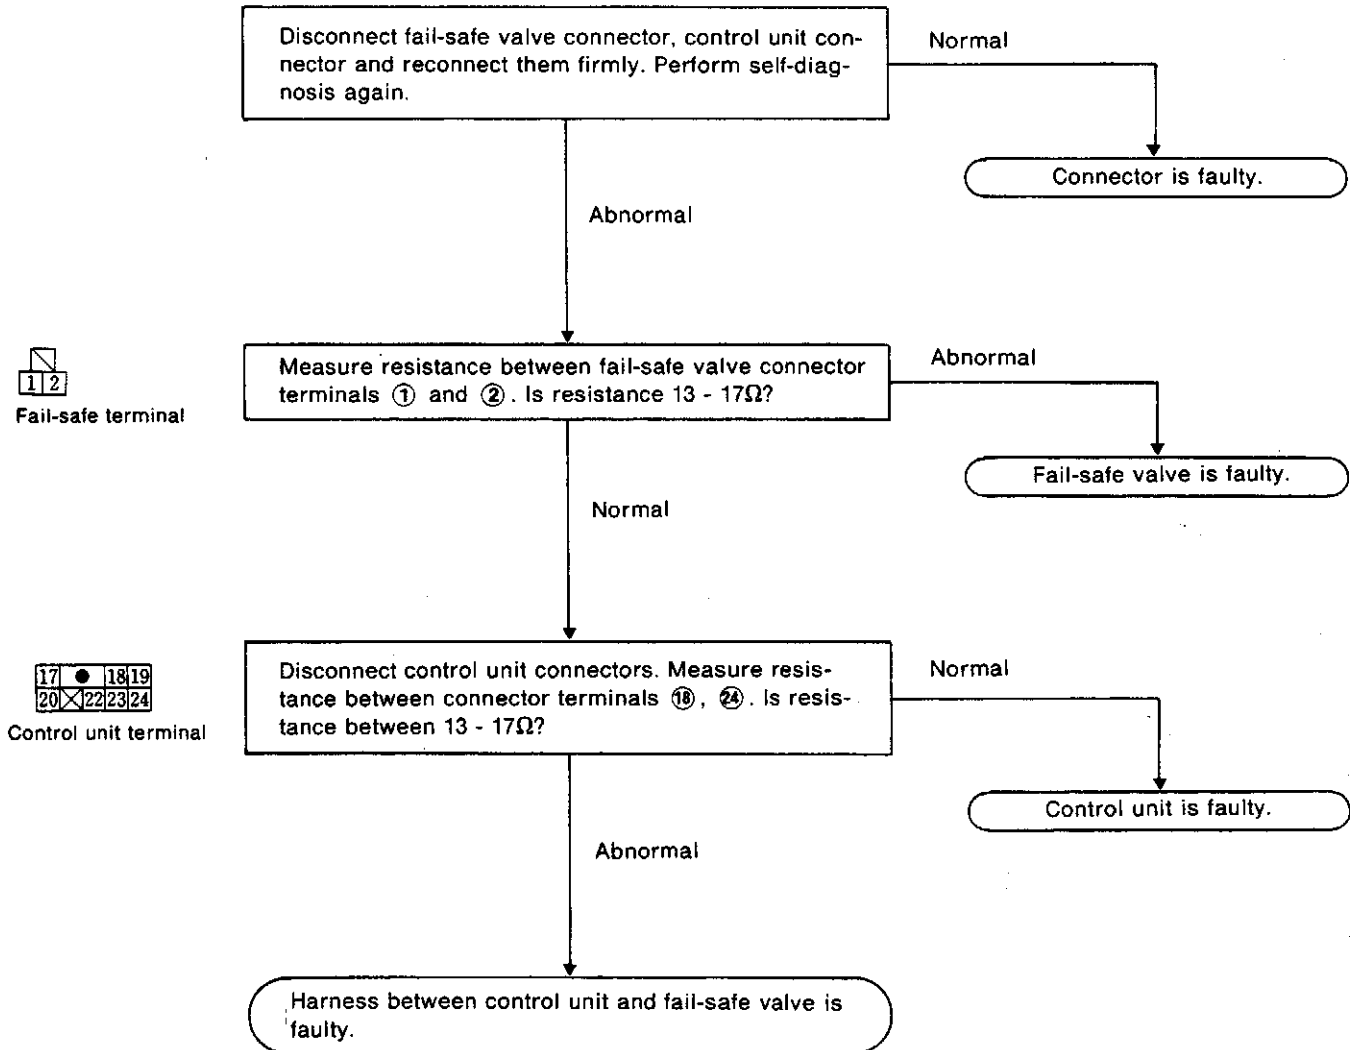 Disconnect fail-safe valve connector, control unit con-
nector and reconnect them firmly. Perform self-diag-
nosis again.
Normal
Connector is faulty.
Abnormal
1 2
Fail-safe terminal
Measure resistance between fail-safe valve connector
terminals ① and ②. Is resistance 13 - 17Ω?
Abnormal
Fail-safe valve is faulty.
Normal
17 ● 18 19
20 22 23 24
Control unit terminal
Disconnect control unit connectors. Measure resis-
tance between connector terminals ⑱, ㉔. Is resis-
tance between 13 - 17Ω?
Normal
Control unit is faulty.
Abnormal
Harness between control unit and fail-safe valve is
faulty.